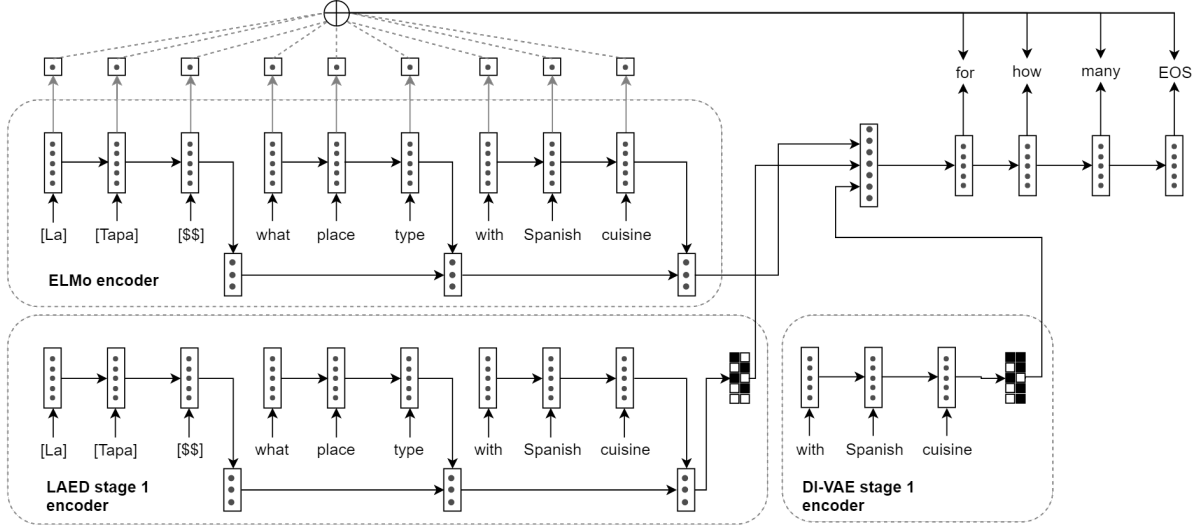 for how many EOS
[La] [Tapa] [$$] what place type with Spanish cuisine
ELMo encoder
[La] [Tapa] [$$] what place type with Spanish cuisine
LAED stage 1
encoder
with Spanish cuisine
DI-VAE stage 1
encoder